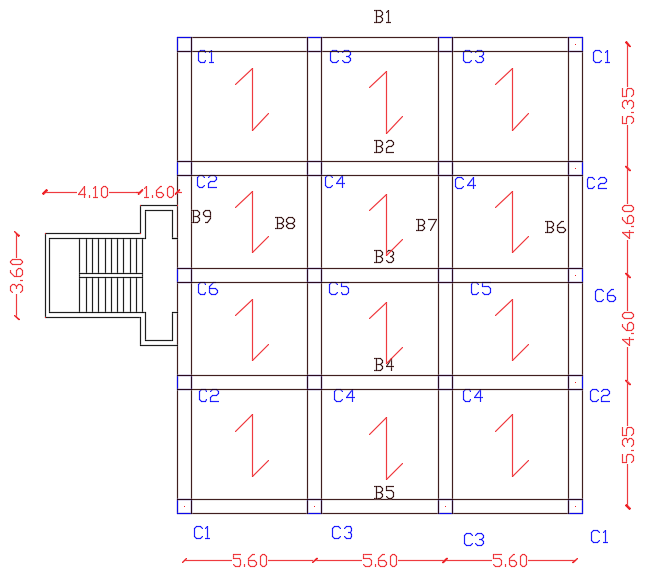 B1
C1 C3 C3 C1
5.35
B2
4.10 1.60 C2 C4 C4 C2
B9 B8 B7 B6
4.60
3.60
B3
C6 C5 C5 C6
4.60
B4
C2 C4 C4 C2
5.35
B5
C1 C3 C3 C1
5.60 5.60 5.60